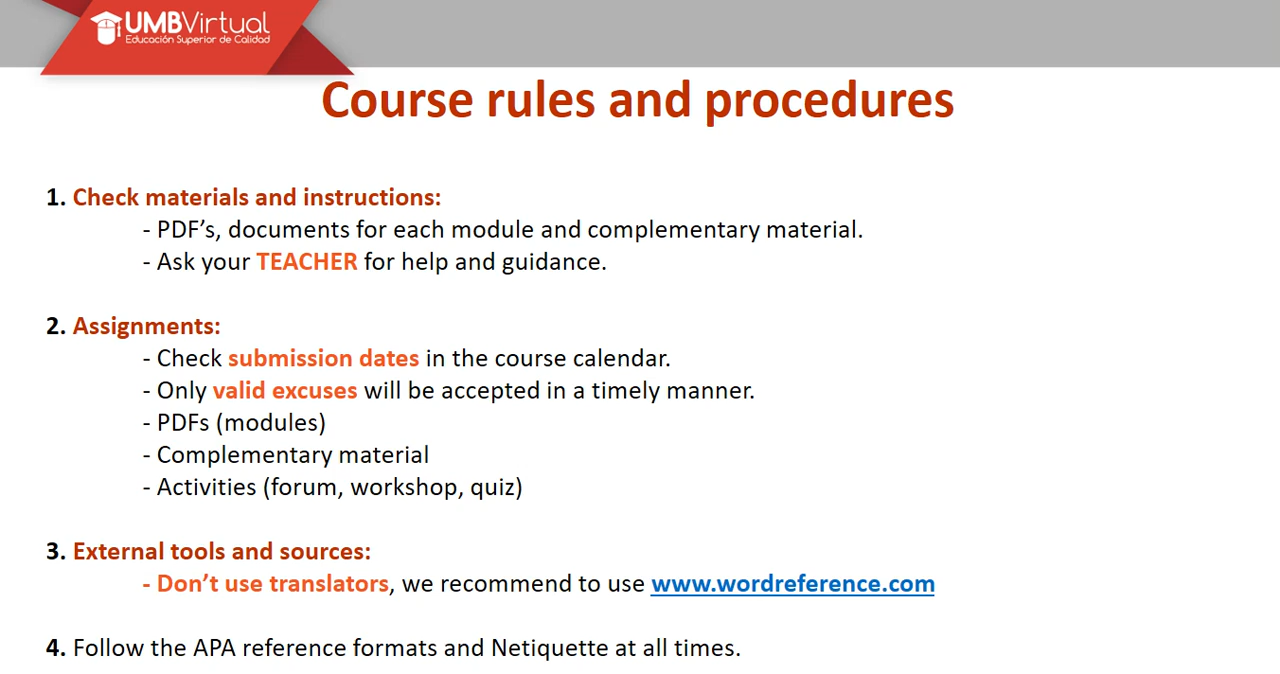 UMBVirtual
Educación Superior de Calidad
Course rules and procedures
1. Check materials and instructions:
- PDF’s, documents for each module and complementary material.
- Ask your TEACHER for help and guidance.
2. Assignments:
- Check submission dates in the course calendar.
- Only valid excuses will be accepted in a timely manner.
- PDFs (modules)
- Complementary material
- Activities (forum, workshop, quiz)
3. External tools and sources:
- Don’t use translators, we recommend to use www.wordreference.com
4. Follow the APA reference formats and Netiquette at all times.